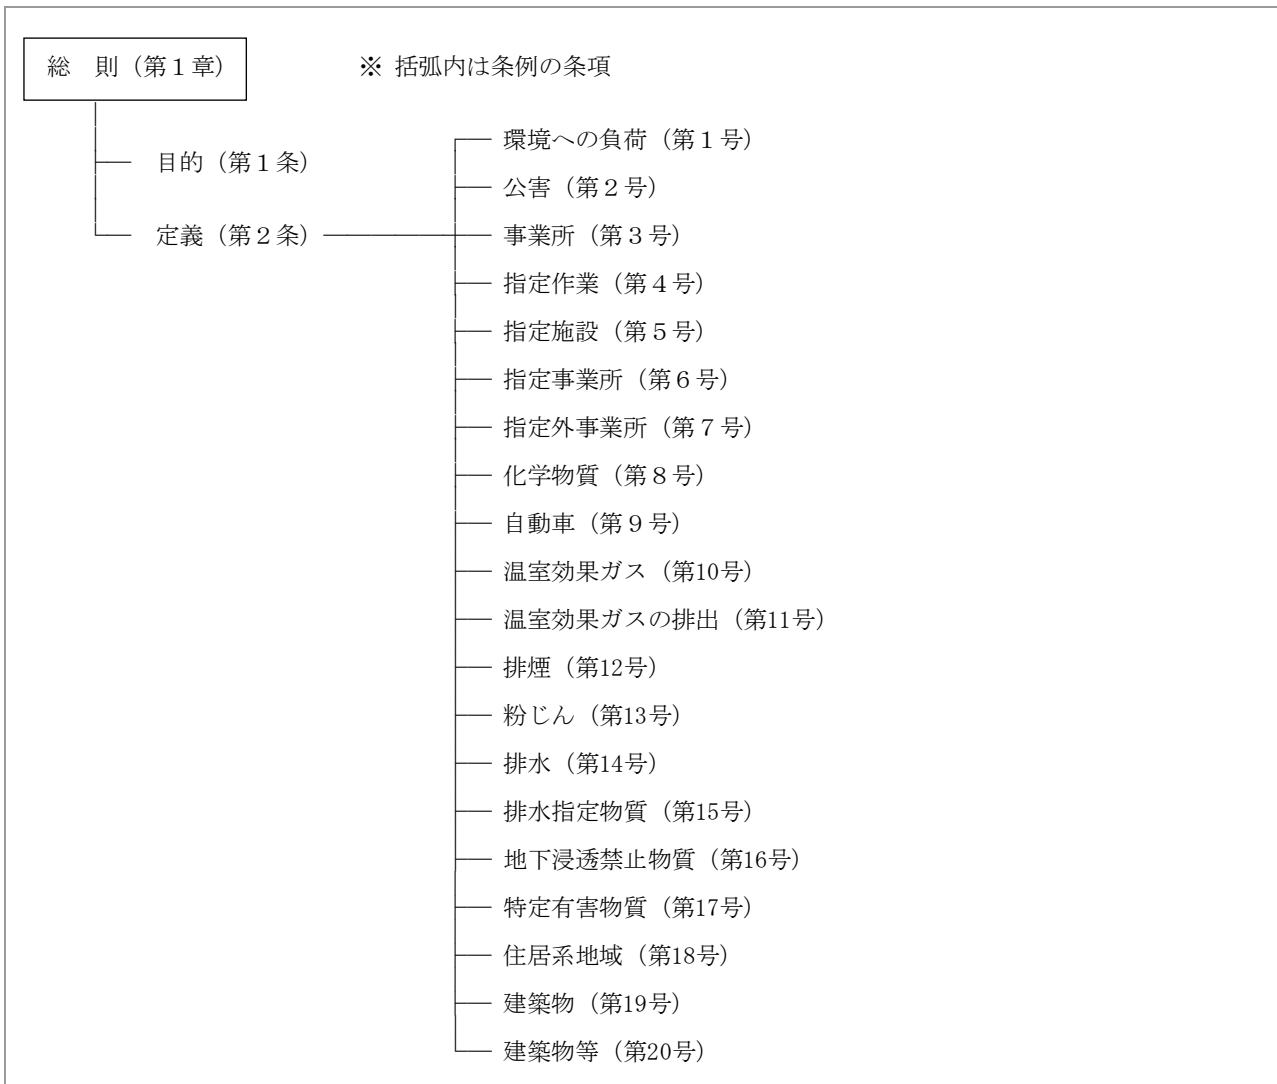 総　則（第１章）　※ 括弧内は条例の条項
環境への負荷（第１号）
目的（第１条）
公害（第２号）
定義（第２条）　事業所（第３号）
指定作業（第４号）
指定施設（第５号）
指定事業所（第６号）
指定外事業所（第７号）
化学物質（第８号）
自動車（第９号）
温室効果ガス（第10号）
温室効果ガスの排出（第11号）
排煙（第12号）
粉じん（第13号）
排水（第14号）
排水指定物質（第15号）
地下浸透禁止物質（第16号）
特定有害物質（第17号）
住居系地域（第18号）
建築物（第19号）
建築物等（第20号）